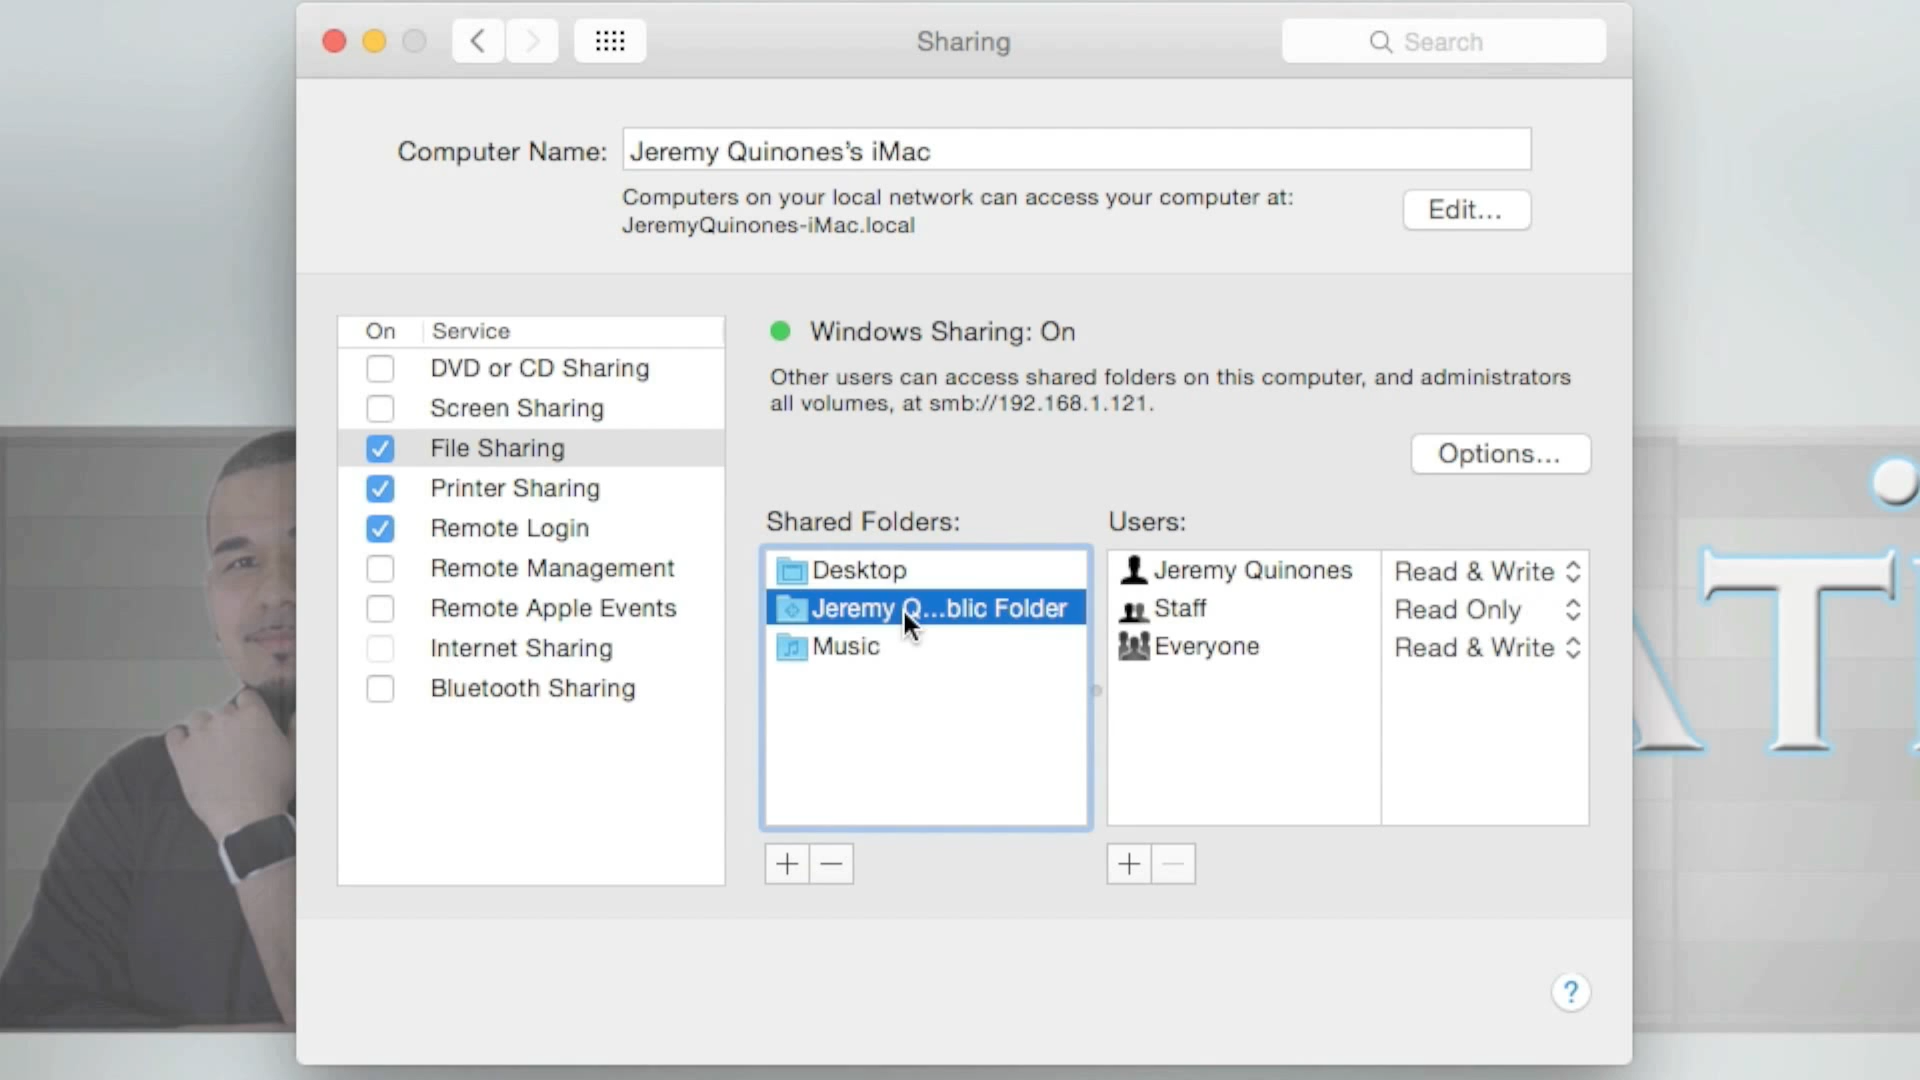 Sharing
Search
Computer Name: Jeremy Quinones's iMac
Computers on your local network can access your computer at:
JeremyQuinones-iMac.local
Edit...
On Service
DVD or CD Sharing
Screen Sharing
File Sharing
Printer Sharing
Remote Login
Remote Management
Remote Apple Events
Internet Sharing
Bluetooth Sharing
Windows Sharing: On
Other users can access shared folders on this computer, and administrators
all volumes, at smb://192.168.1.121.
Options...
Shared Folders:
Desktop
Jeremy Q...blic Folder
Music
Users:
Jeremy Quinones Read & Write
Staff Read Only
Everyone Read & Write
+ −
+ −
?